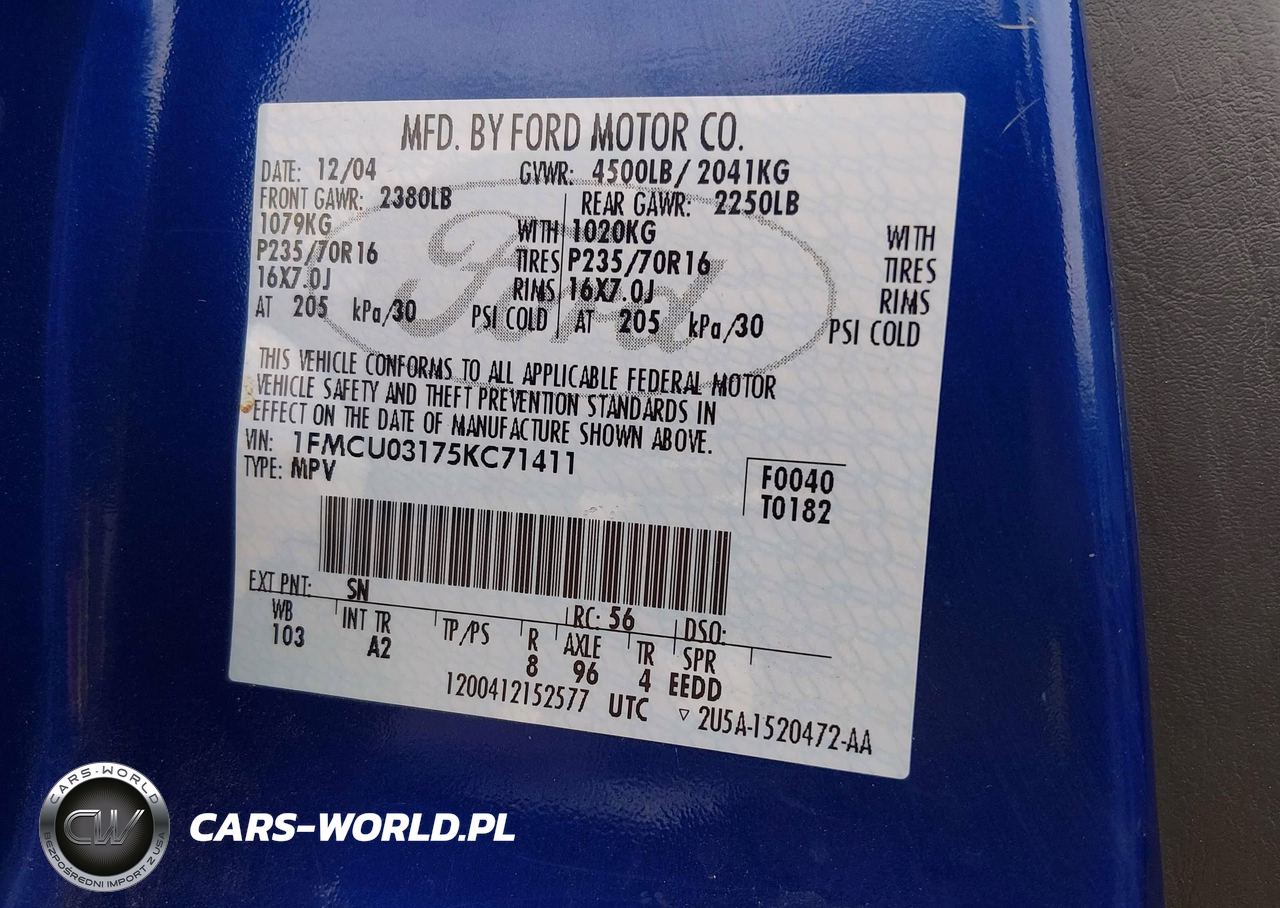 MFD. BY FORD MOTOR CO.
DATE: 12/04 GVWR: 4500LB/ 2041KG
FRONT GAWR: 2380LB REAR GAWR: 2250LB
1079KG WITH 1020KG WITH
P235/70R16 TIRES P235/70R16 TIRES
16X7.0J RIMS 16X7.0J RIMS
AT 205 kPa/30 PSI COLD AT 205 kPa/30 PSI COLD
Ford
THIS VEHICLE CONFORMS TO ALL APPLICABLE FEDERAL MOTOR
VEHICLE SAFETY AND THEFT PREVENTION STANDARDS IN
EFFECT ON THE DATE OF MANUFACTURE SHOWN ABOVE.
VIN: 1FMCU03175KC71411
TYPE: MPV
F0040
T0182
EXT PNT: SN RC: 56 DSO:
WB INT TR TP/PS R AXLE TR SPR
103 A2 8 96 4 EEDD
1200412152577 UTC ▽ 2U5A-1520472-AA
CARS-WORLD
CW
BEZPOŚREDNI IMPORT Z USA
CARS-WORLD.PL